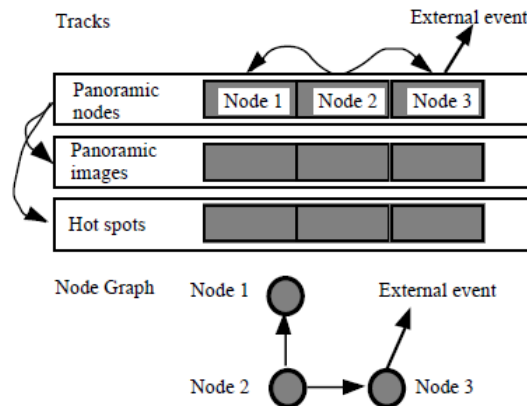 Tracks
External event
Panoramic
nodes
Node 1
Node 2
Node 3
Panoramic
images
Hot spots
Node Graph
Node 1
External event
Node 2
Node 3